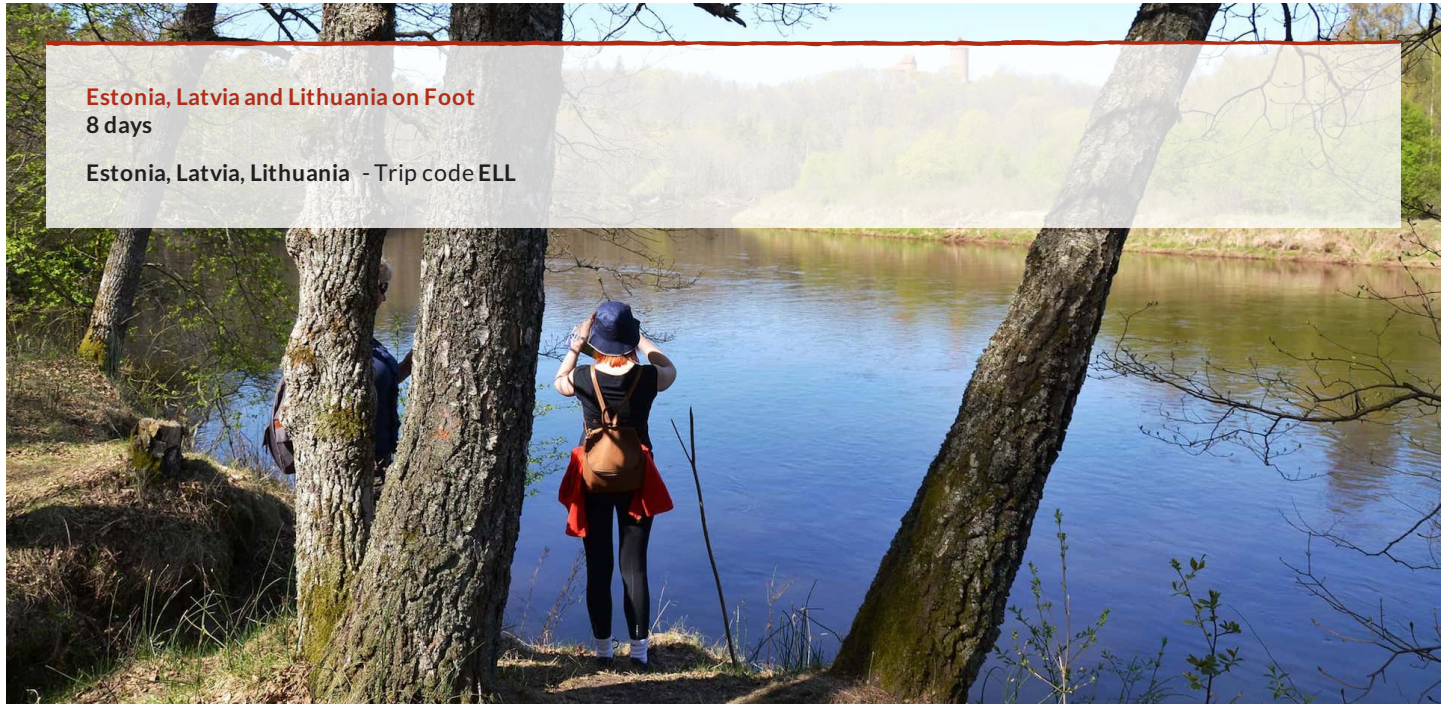 Estonia, Latvia and Lithuania on Foot
8 days
Estonia, Latvia, Lithuania - Trip code ELL